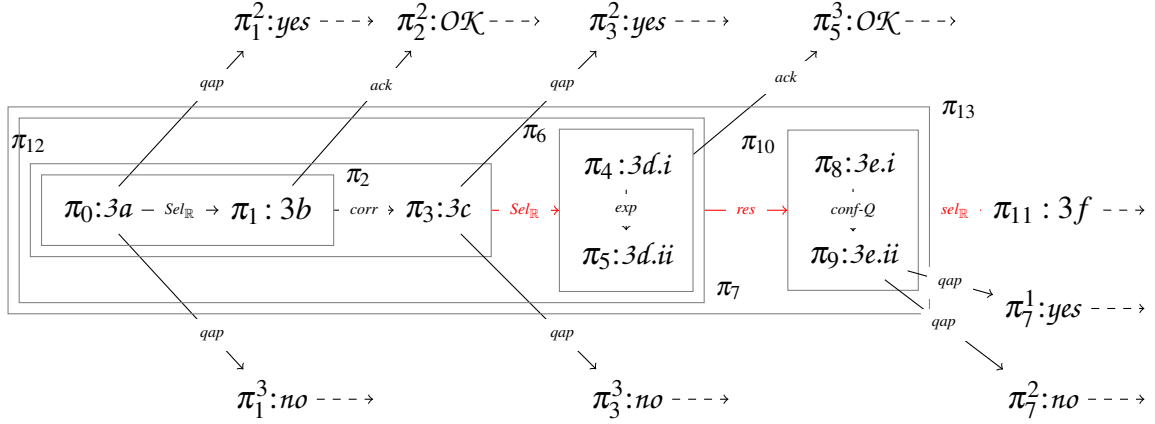 π₁²:yes π₂²:OK π₃²:yes π₅³:OK
qap ack qap ack
π₁₃
π₁₂ π₆ π₁₀
π₂
π₄:3d.i π₈:3e.i
π₀:3a Selℝ π₁:3b corr π₃:3c Selℝ exp res conf-Q selℝ π₁₁:3f
π₅:3d.ii π₉:3e.ii
π₇ qap
π₇¹:yes
qap qap qap
π₁³:no π₃³:no π₇²:no